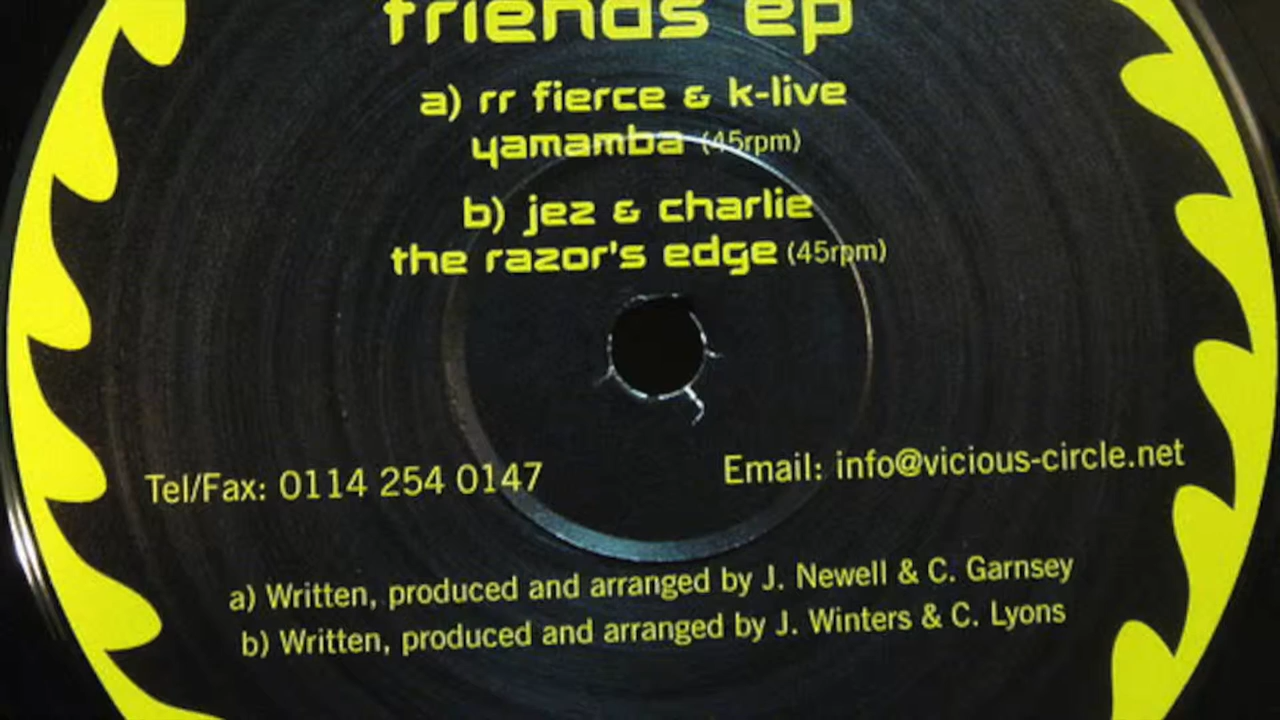 friends ep
a) rr fierce & k-live
yamamba (45rpm)
b) jez & charlie
the razor's edge (45rpm)
Tel/Fax: 0114 254 0147
Email: info@vicious-circle.net
a) Written, produced and arranged by J. Newell & C. Garnsey
b) Written, produced and arranged by J. Winters & C. Lyons